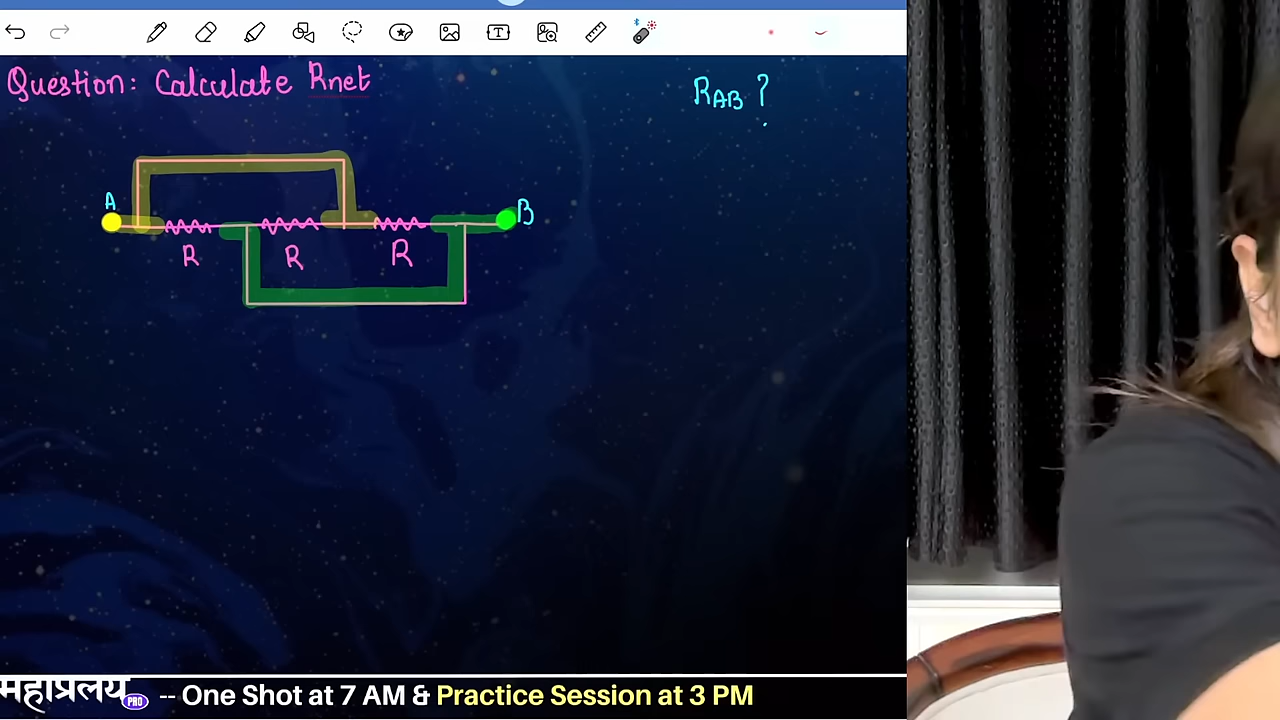 Question: Calculate Rnet
RAB ?
A
B
R
R
R
महाप्रलय PRO -- One Shot at 7 AM & Practice Session at 3 PM